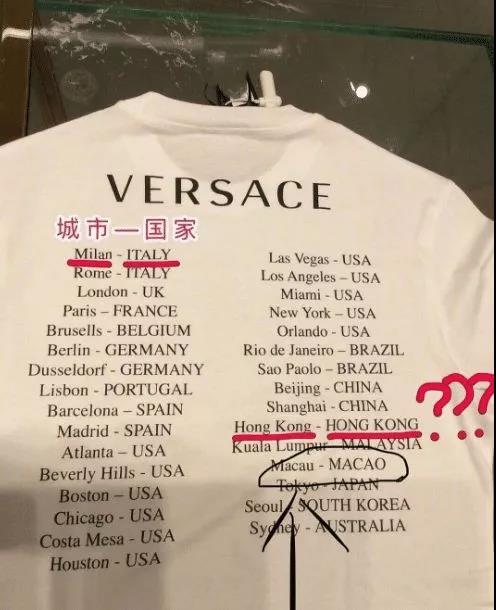 VERSACE
城市—国家
Milan - ITALY
Rome - ITALY
London - UK
Paris – FRANCE
Brusells - BELGIUM
Berlin - GERMANY
Dusseldorf - GERMANY
Lisbon - PORTUGAL
Barcelona – SPAIN
Madrid - SPAIN
Atlanta – USA
Beverly Hills - USA
Boston – USA
Chicago - USA
Costa Mesa - USA
Houston - USA
Las Vegas - USA
Los Angeles – USA
Miami - USA
New York – USA
Orlando - USA
Rio de Janeiro – BRAZIL
Sao Paolo – BRAZIL
Beijing - CHINA
Shanghai - CHINA
Hong Kong - HONG KONG
???
Kuala Lumpur – MALAYSIA
Macau - MACAO
Tokyo - JAPAN
Seoul - SOUTH KOREA
Sydney - AUSTRALIA